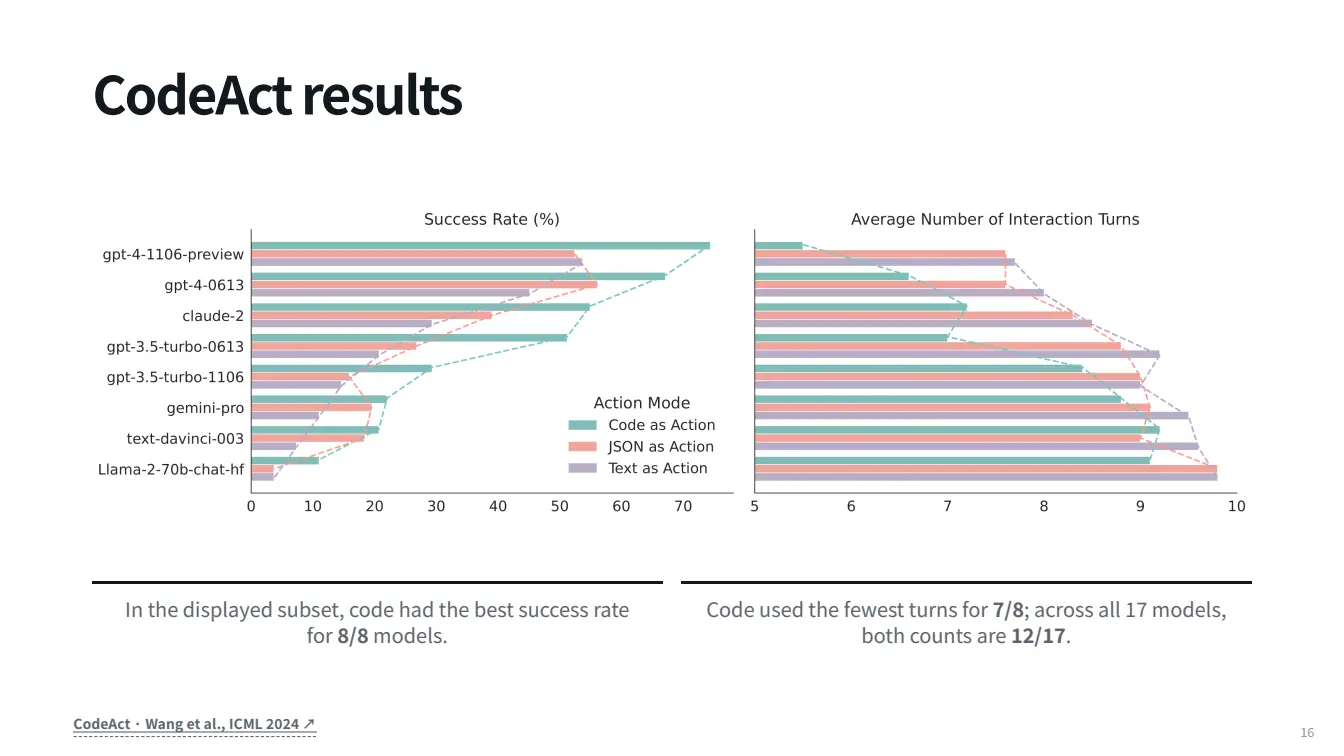 CodeAct results
Success Rate (%)
gpt-4-1106-preview
gpt-4-0613
claude-2
gpt-3.5-turbo-0613
gpt-3.5-turbo-1106
gemini-pro
text-davinci-003
Llama-2-70b-chat-hf
Action Mode
Code as Action
JSON as Action
Text as Action
0 10 20 30 40 50 60 70
Average Number of Interaction Turns
5 6 7 8 9 10
In the displayed subset, code had the best success rate
for 8/8 models.
Code used the fewest turns for 7/8; across all 17 models,
both counts are 12/17.
CodeAct · Wang et al., ICML 2024 ↗
16